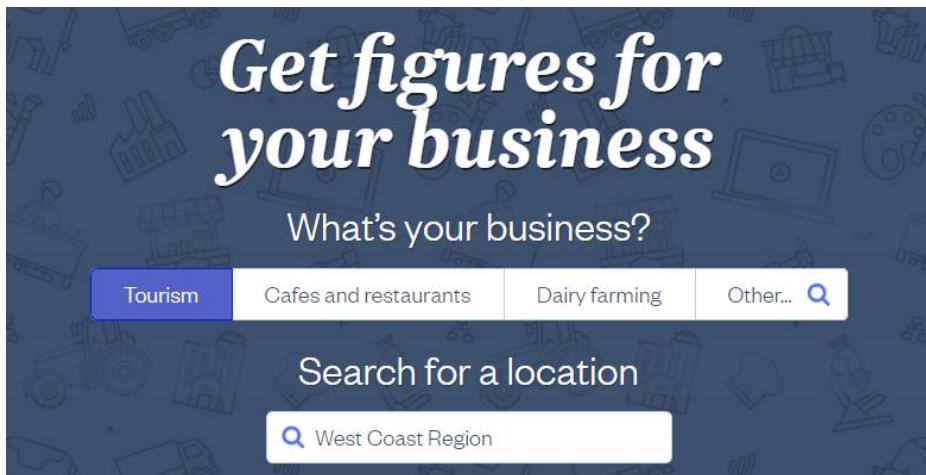 Get figures for
your business
What's your business?
Tourism
Cafes and restaurants
Dairy farming
Other...
Search for a location
West Coast Region